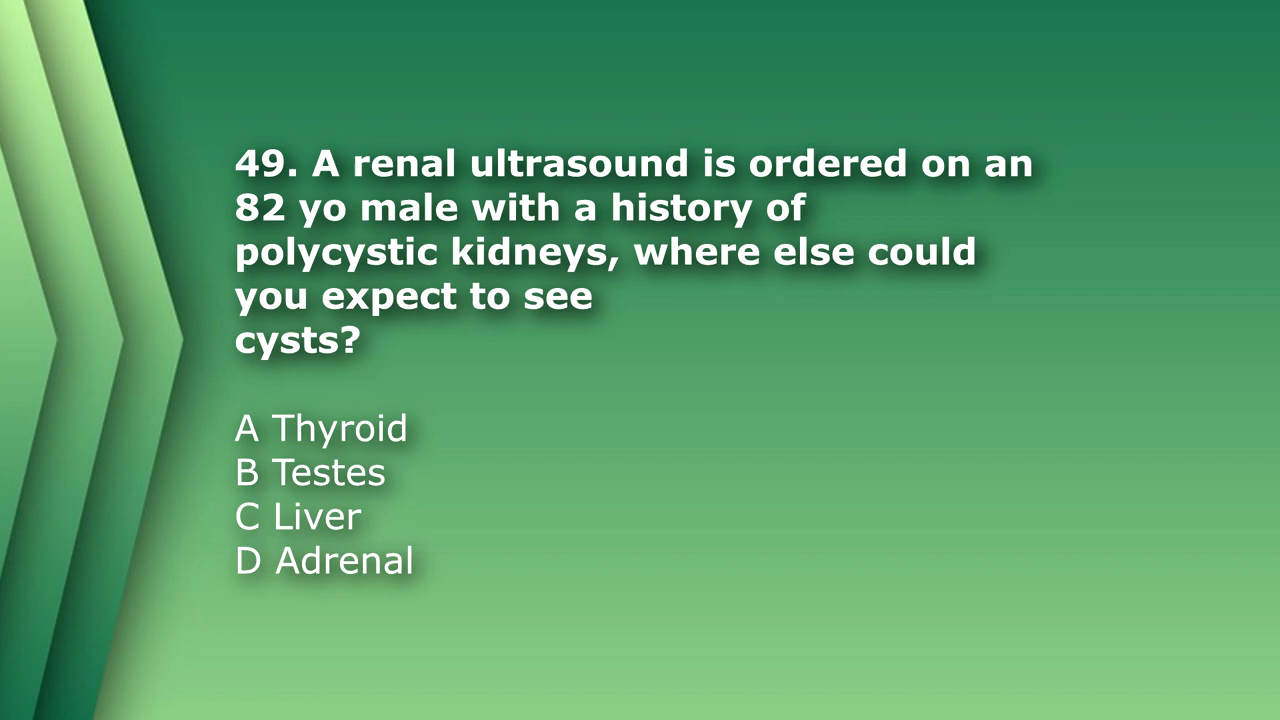 49. A renal ultrasound is ordered on an
82 yo male with a history of
polycystic kidneys, where else could
you expect to see
cysts?
A Thyroid
B Testes
C Liver
D Adrenal